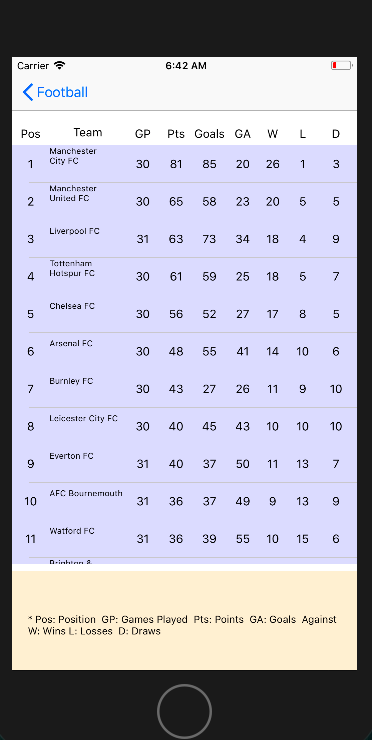 Carrier 6:42 AM
Football
Pos Team GP Pts Goals GA W L D
1 Manchester City FC 30 81 85 20 26 1 3
2 Manchester United FC 30 65 58 23 20 5 5
3 Liverpool FC 31 63 73 34 18 4 9
4 Tottenham Hotspur FC 30 61 59 25 18 5 7
5 Chelsea FC 30 56 52 27 17 8 5
6 Arsenal FC 30 48 55 41 14 10 6
7 Burnley FC 30 43 27 26 11 9 10
8 Leicester City FC 30 40 45 43 10 10 10
9 Everton FC 31 40 37 50 11 13 7
10 AFC Bournemouth 31 36 37 49 9 13 9
11 Watford FC 31 36 39 55 10 15 6
Brighton &
* Pos: Position GP: Games Played Pts: Points GA: Goals Against
W: Wins L: Losses D: Draws